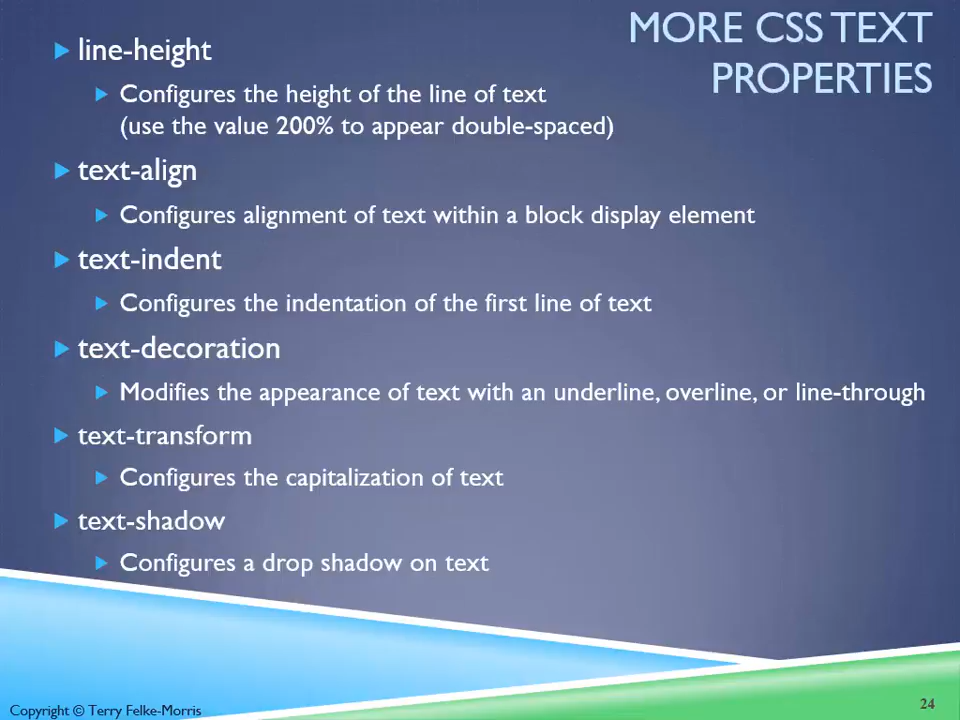 MORE CSS TEXT
PROPERTIES
line-height
Configures the height of the line of text
(use the value 200% to appear double-spaced)
text-align
Configures alignment of text within a block display element
text-indent
Configures the indentation of the first line of text
text-decoration
Modifies the appearance of text with an underline, overline, or line-through
text-transform
Configures the capitalization of text
text-shadow
Configures a drop shadow on text
Copyright © Terry Felke-Morris
24